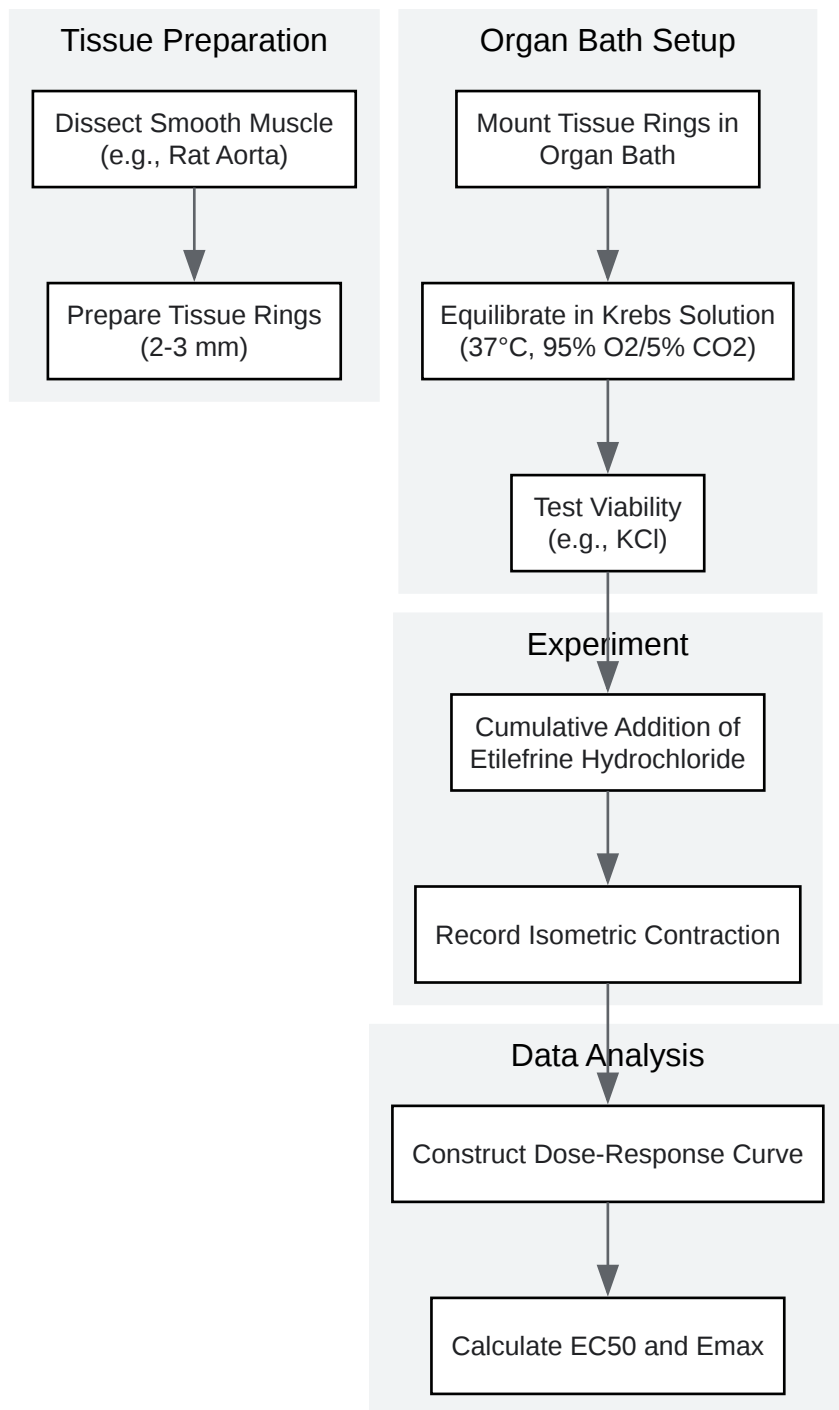 Tissue Preparation
Dissect Smooth Muscle
(e.g., Rat Aorta)
Prepare Tissue Rings
(2-3 mm)
Organ Bath Setup
Mount Tissue Rings in
Organ Bath
Equilibrate in Krebs Solution
(37°C, 95% O2/5% CO2)
Test Viability
(e.g., KCl)
Experiment
Cumulative Addition of
Etilefrine Hydrochloride
Record Isometric Contraction
Data Analysis
Construct Dose-Response Curve
Calculate EC50 and Emax